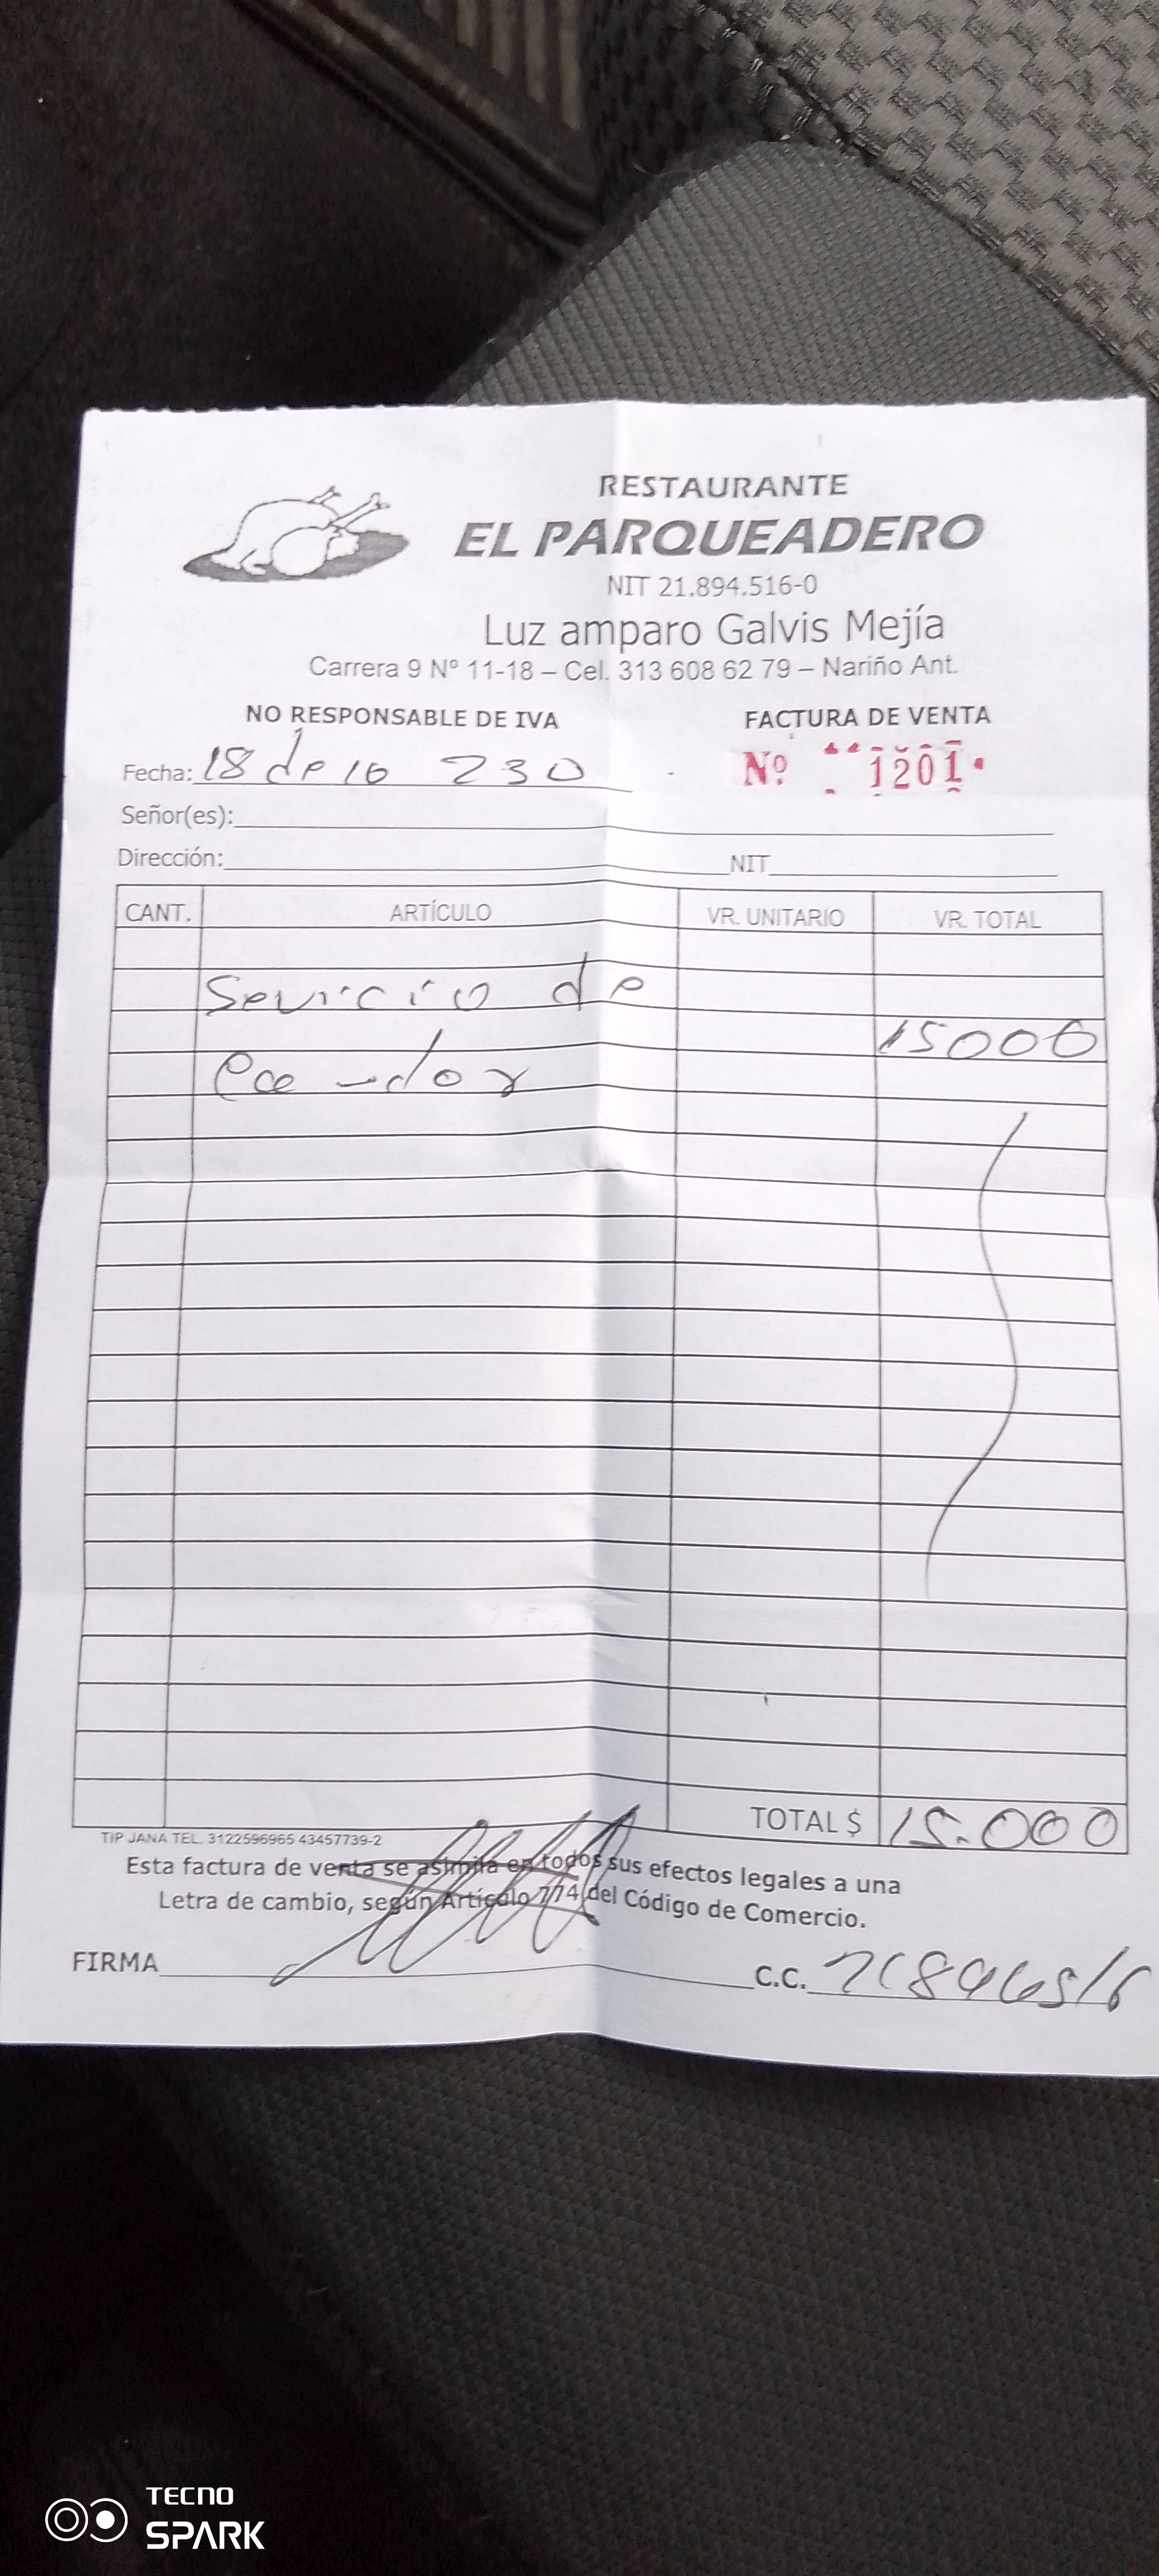 RESTAURANTE
EL PARQUEADERO
NIT 21.894.516-0
Luz amparo Galvis Mejía
Carrera 9 Nº 11-18 – Cel. 313 608 62 79 – Nariño Ant.
NO RESPONSABLE DE IVA FACTURA DE VENTA
Fecha: 18 de 10 230 Nº 1201
Señor(es):
Dirección: NIT
CANT. ARTÍCULO VR. UNITARIO VR. TOTAL
Sevicio de
15000
TOTAL $ 15.000
TIP JANA TEL. 3122596965 43457739-2
Esta factura de venta se asimila en todos sus efectos legales a una
Letra de cambio, según Artículo 774 del Código de Comercio.
FIRMA C.C.
TECNO
SPARK